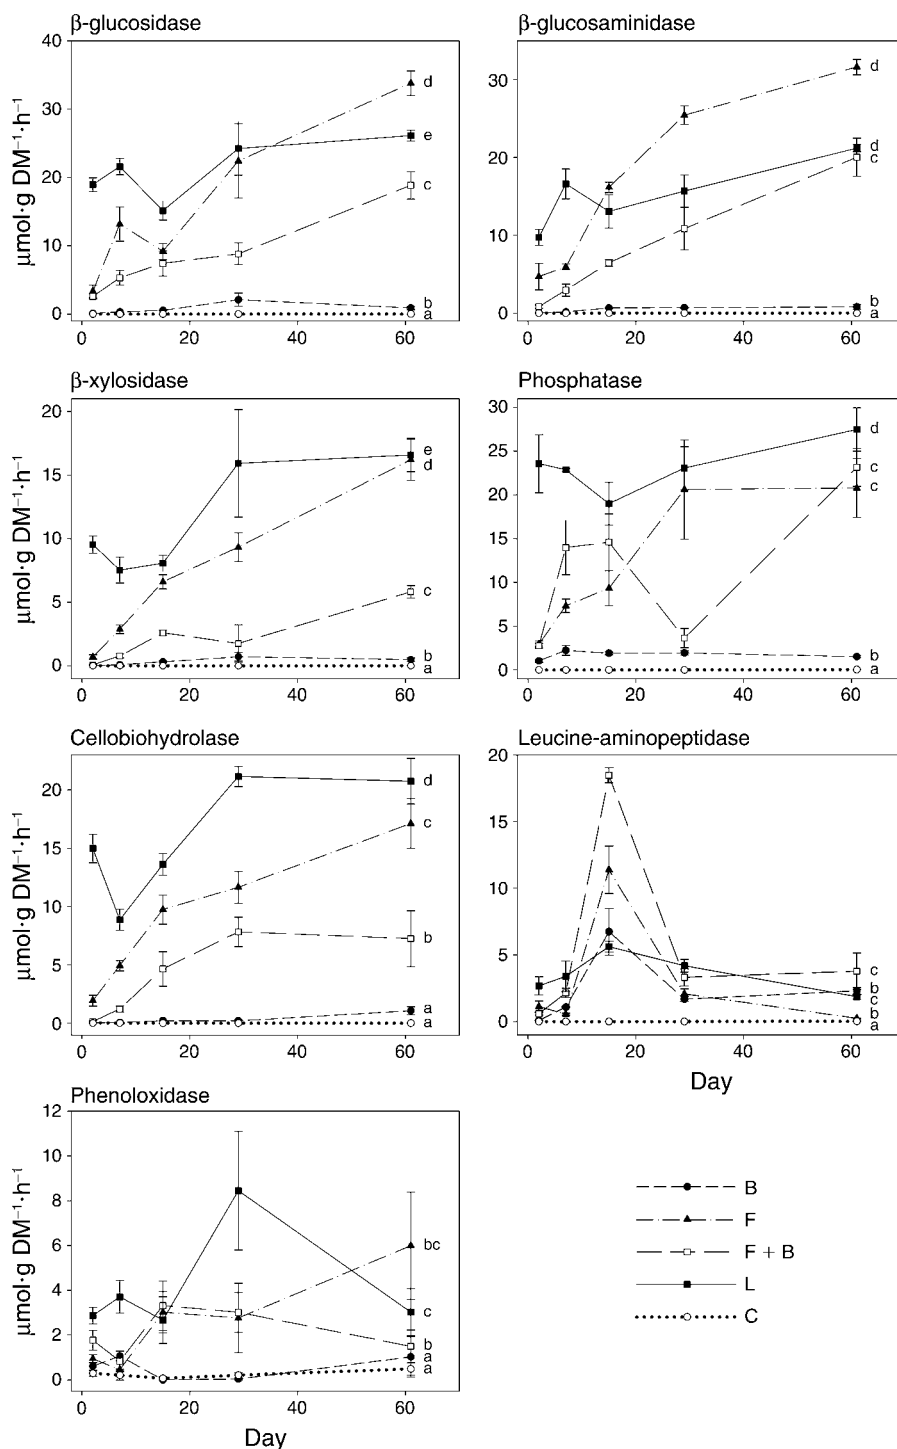 β-glucosidase
μmol·g DM⁻¹·h⁻¹
40
30
20
10
0
0 20 40 60
d
e
c
b
a
β-glucosaminidase
30
20
10
0
0 20 40 60
d
d
c
b
a
β-xylosidase
μmol·g DM⁻¹·h⁻¹
20
15
10
5
0
0 20 40 60
e
d
c
b
a
Phosphatase
30
25
20
15
10
5
0
0 20 40 60
d
c
c
b
a
Cellobiohydrolase
μmol·g DM⁻¹·h⁻¹
20
15
10
5
0
0 20 40 60
d
c
b
a
a
Leucine-aminopeptidase
20
15
10
5
0
0 20 40 60
c
b
c
b
a
Day
Phenoloxidase
μmol·g DM⁻¹·h⁻¹
12
10
8
6
4
2
0
0 20 40 60
bc
c
b
a
a
Day
B
F
F + B
L
C